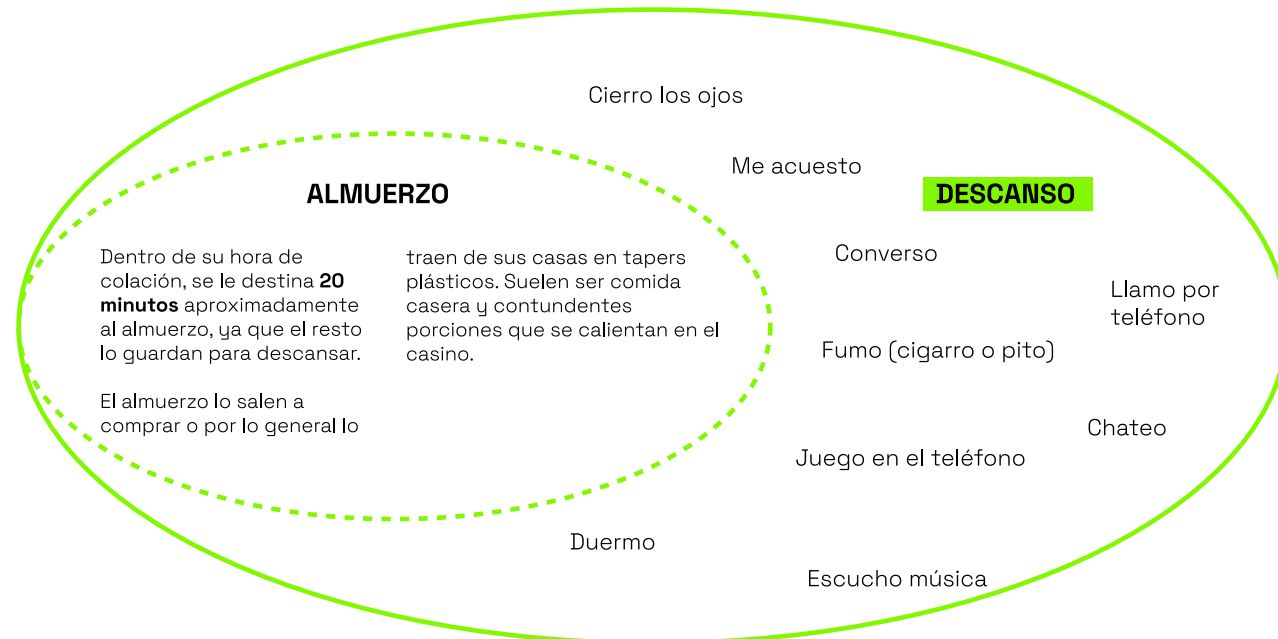 Cierro los ojos
Me acuesto
ALMUERZO
DESCANSO
Dentro de su hora de
colación, se le destina 20
minutos aproximadamente
al almuerzo, ya que el resto
lo guardan para descansar.
El almuerzo lo salen a
comprar o por lo general lo
traen de sus casas en tapers
plásticos. Suelen ser comida
casera y contundentes
porciones que se calientan en el
casino.
Converso
Llamo por
teléfono
Fumo (cigarro o pito)
Chateo
Juego en el teléfono
Duermo
Escucho música